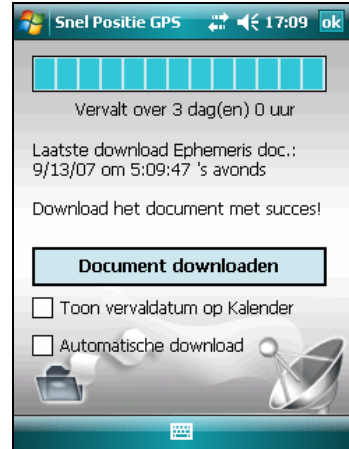 Snel Positie GPS 17:09 ok
Vervalt over 3 dag(en) 0 uur
Laatste download Ephemeris doc.:
9/13/07 om 5:09:47 's avonds
Download het document met succes!
Document downloaden
Toon vervaldatum op Kalender
Automatische download